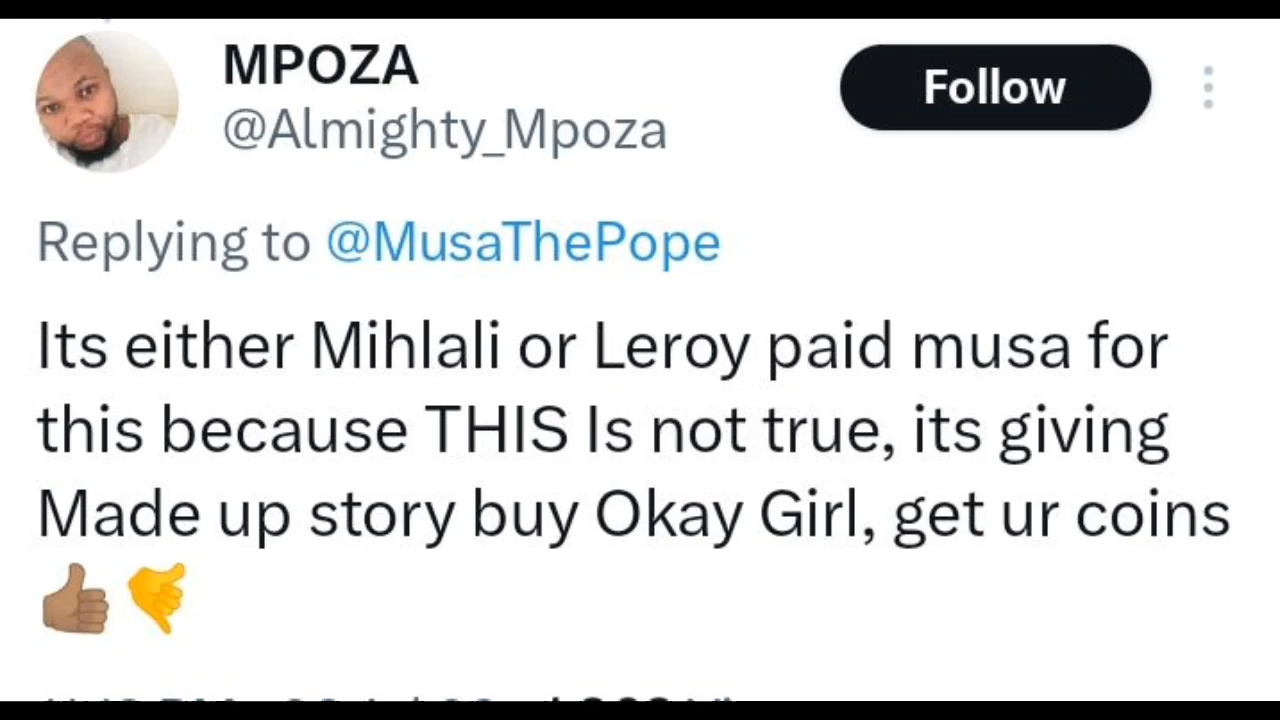 MPOZA
Follow
@Almighty_Mpoza
Replying to @MusaThePope
Its either Mihlali or Leroy paid musa for
this because THIS Is not true, its giving
Made up story buy Okay Girl, get ur coins